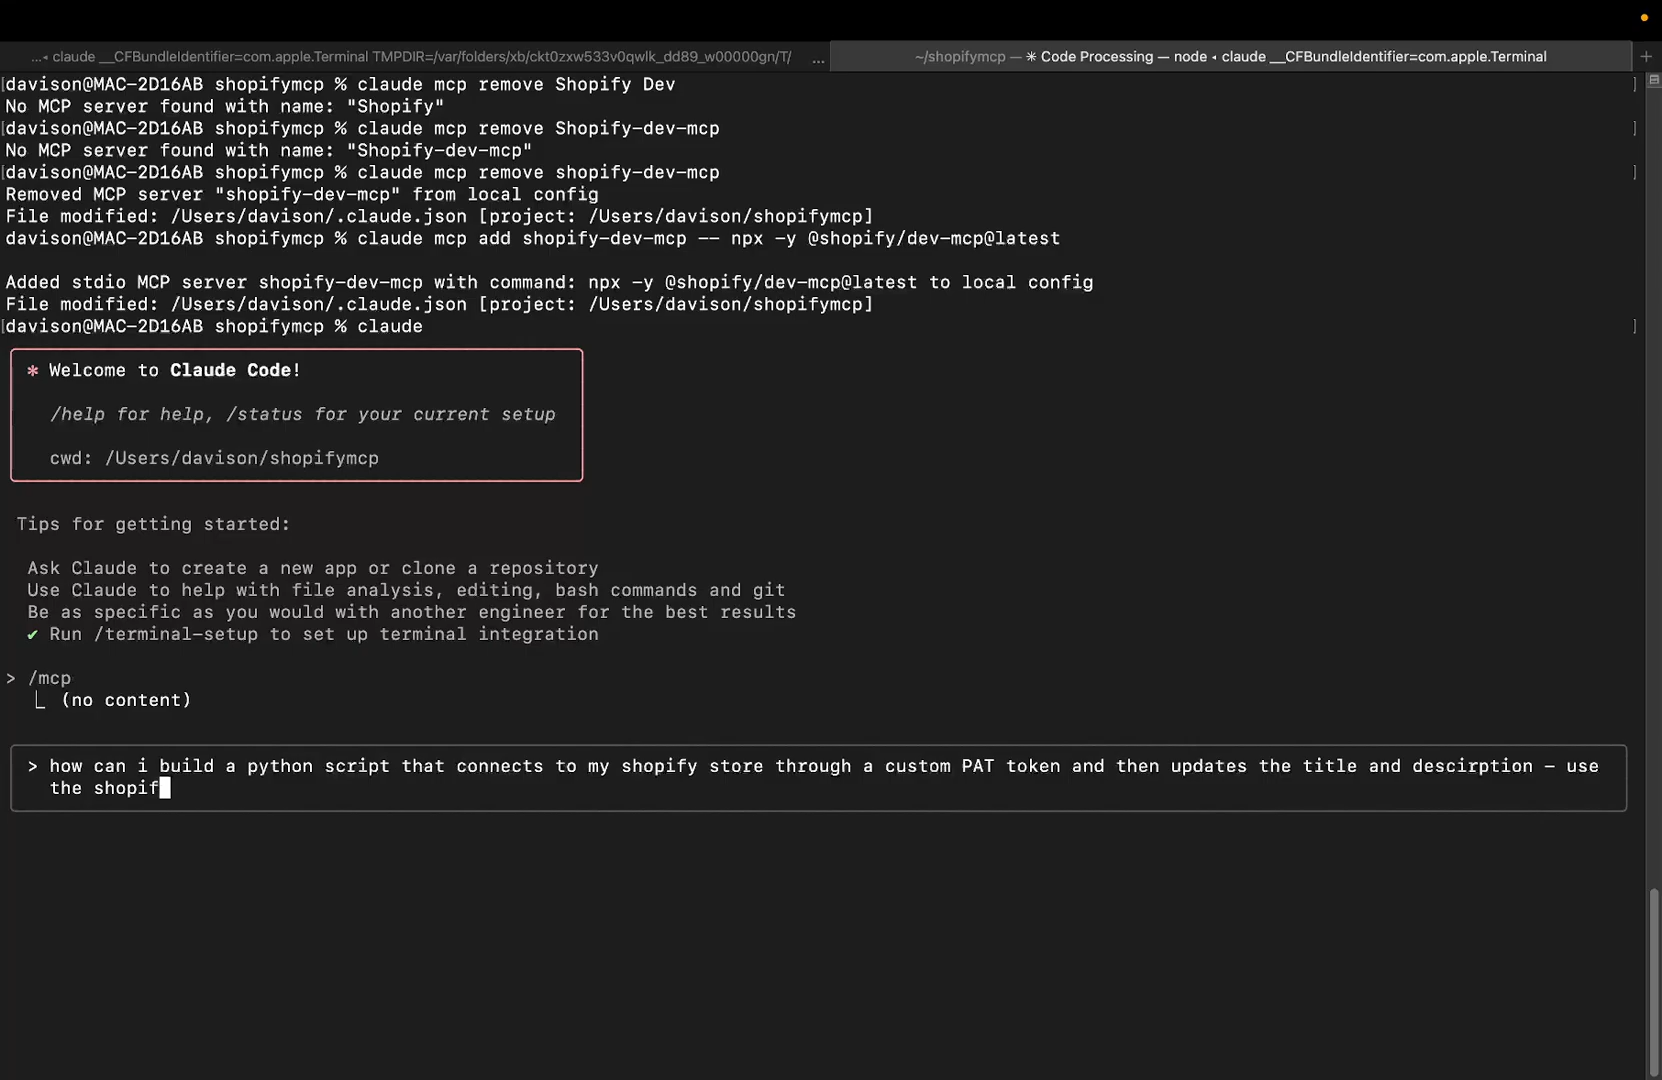 ...◂ claude __CFBundleIdentifier=com.apple.Terminal TMPDIR=/var/folders/xb/ckt0zxw533v0qwlk_dd89_w00000gn/T/ ...
~/shopifymcp — ✳ Code Processing — node ◂ claude __CFBundleIdentifier=com.apple.Terminal +
[davison@MAC-2D16AB shopifymcp % claude mcp remove Shopify Dev ]
No MCP server found with name: "Shopify"
[davison@MAC-2D16AB shopifymcp % claude mcp remove Shopify-dev-mcp ]
No MCP server found with name: "Shopify-dev-mcp"
[davison@MAC-2D16AB shopifymcp % claude mcp remove shopify-dev-mcp ]
Removed MCP server "shopify-dev-mcp" from local config
File modified: /Users/davison/.claude.json [project: /Users/davison/shopifymcp]
davison@MAC-2D16AB shopifymcp % claude mcp add shopify-dev-mcp -- npx -y @shopify/dev-mcp@latest
Added stdio MCP server shopify-dev-mcp with command: npx -y @shopify/dev-mcp@latest to local config
File modified: /Users/davison/.claude.json [project: /Users/davison/shopifymcp]
[davison@MAC-2D16AB shopifymcp % claude ]
* Welcome to Claude Code!
/help for help, /status for your current setup
cwd: /Users/davison/shopifymcp
Tips for getting started:
Ask Claude to create a new app or clone a repository
Use Claude to help with file analysis, editing, bash commands and git
Be as specific as you would with another engineer for the best results
✔ Run /terminal-setup to set up terminal integration
> /mcp
⎿ (no content)
> how can i build a python script that connects to my shopify store through a custom PAT token and then updates the title and descirption - use
the shopif